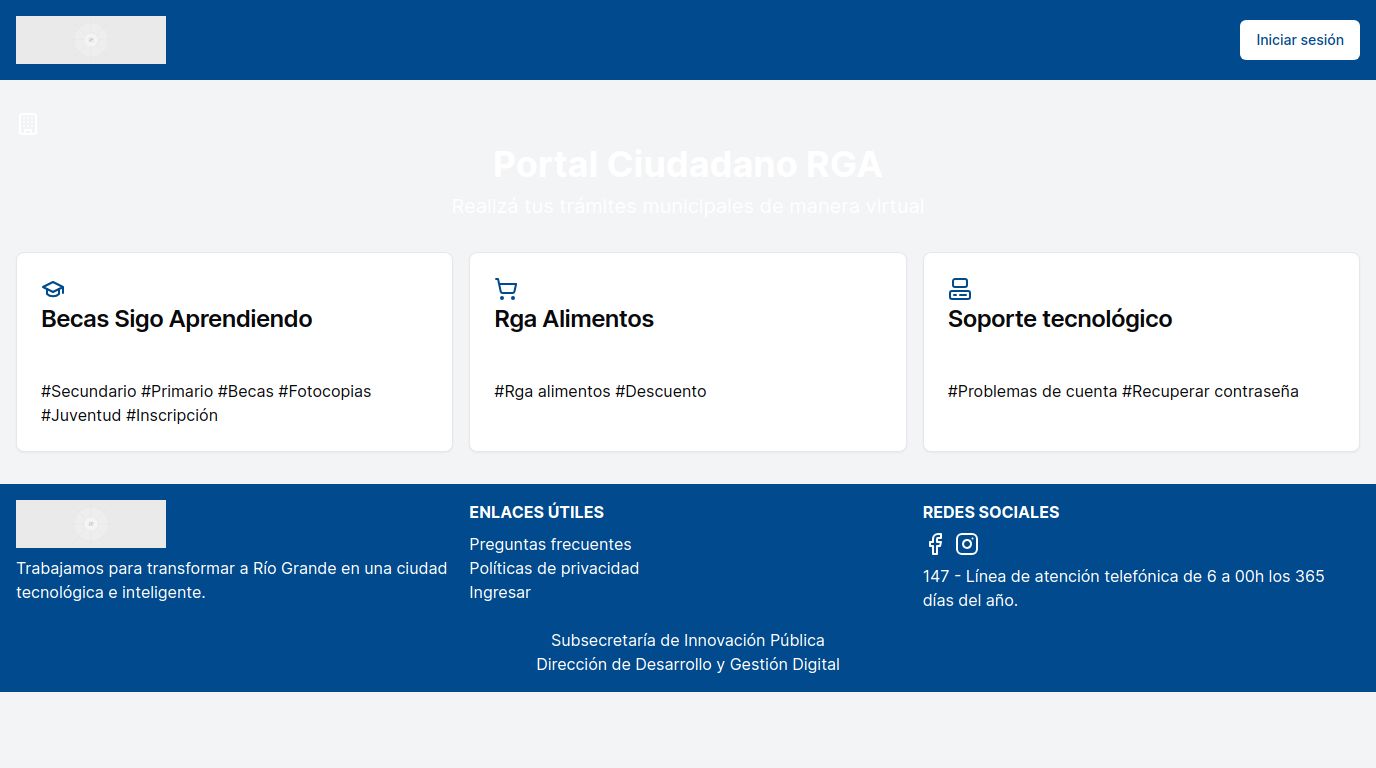 Iniciar sesión
Portal Ciudadano RGA
Realizá tus trámites municipales de manera virtual
Becas Sigo Aprendiendo
#Secundario #Primario #Becas #Fotocopias
#Juventud #Inscripción
Rga Alimentos
#Rga alimentos #Descuento
Soporte tecnológico
#Problemas de cuenta #Recuperar contraseña
Trabajamos para transformar a Río Grande en una ciudad
tecnológica e inteligente.
ENLACES ÚTILES
Preguntas frecuentes
Políticas de privacidad
Ingresar
REDES SOCIALES
147 - Línea de atención telefónica de 6 a 00h los 365
días del año.
Subsecretaría de Innovación Pública
Dirección de Desarrollo y Gestión Digital